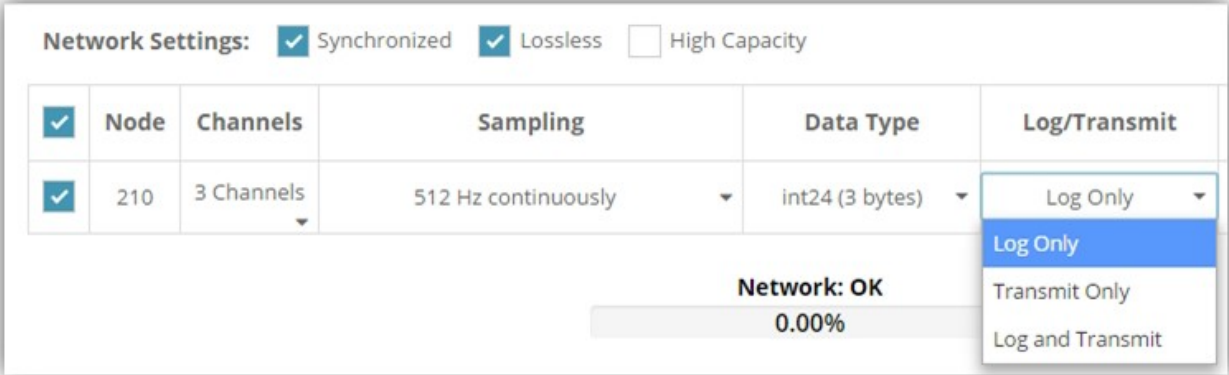 Network Settings: Synchronized Lossless High Capacity
Node Channels Sampling Data Type Log/Transmit
210 3 Channels 512 Hz continuously int24 (3 bytes) Log Only
Log Only
Network: OK
Transmit Only
0.00%
Log and Transmit